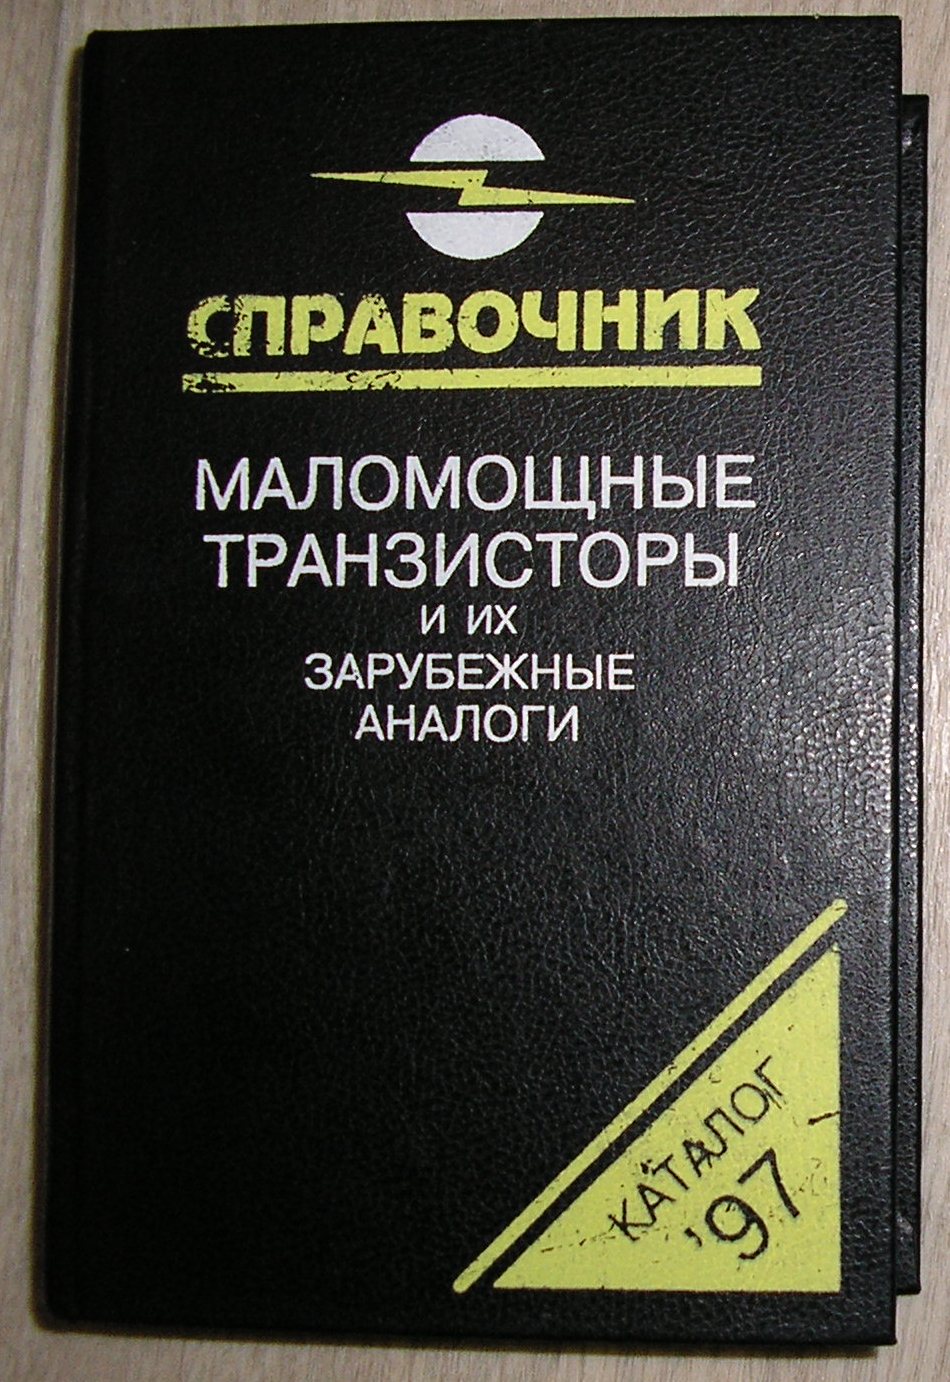 СПРАВОЧНИК
МАЛОМОЩНЫЕ
ТРАНЗИСТОРЫ
И ИХ
ЗАРУБЕЖНЫЕ
АНАЛОГИ
КАТАЛОГ
'97